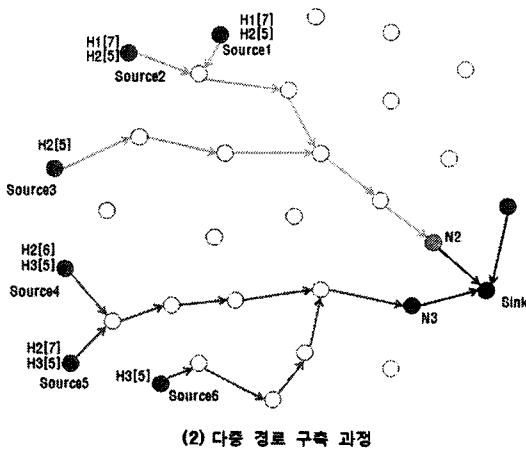 H1[7]
H2[5]
Source1
H1[7]
H2[5]
Source2
H2[5]
Source3
N2
H2[6]
H3[5]
Source4
Sink
N3
H2[7]
H3[5]
Source5
H3[5]
Source6
(2) 다중 경로 구축 과정